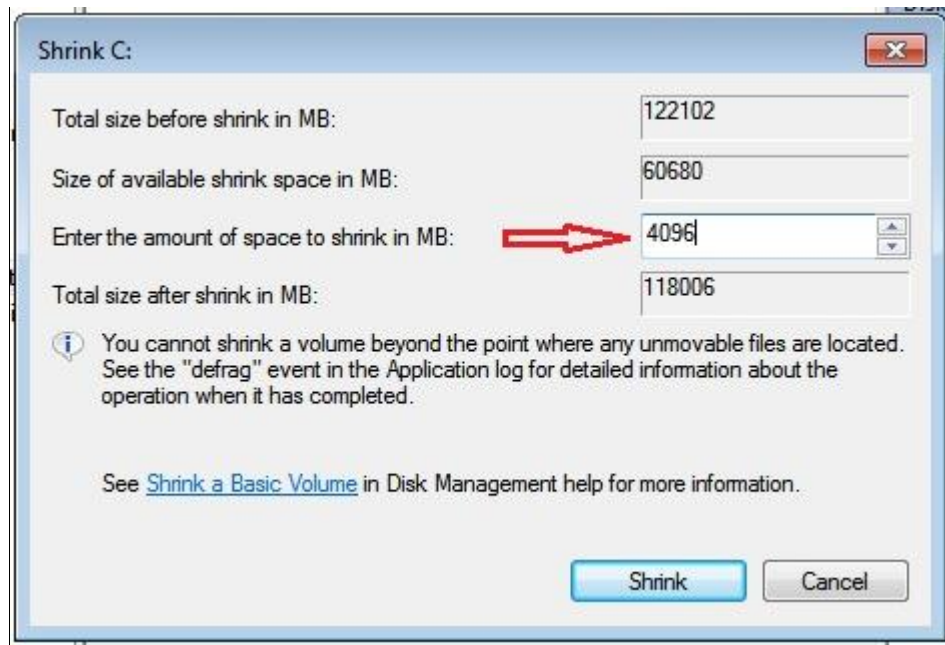 Shrink C:
Total size before shrink in MB: 122102
Size of available shrink space in MB: 60680
Enter the amount of space to shrink in MB: 4096
Total size after shrink in MB: 118006
You cannot shrink a volume beyond the point where any unmovable files are located.
See the "defrag" event in the Application log for detailed information about the
operation when it has completed.
See Shrink a Basic Volume in Disk Management help for more information.
Shrink Cancel